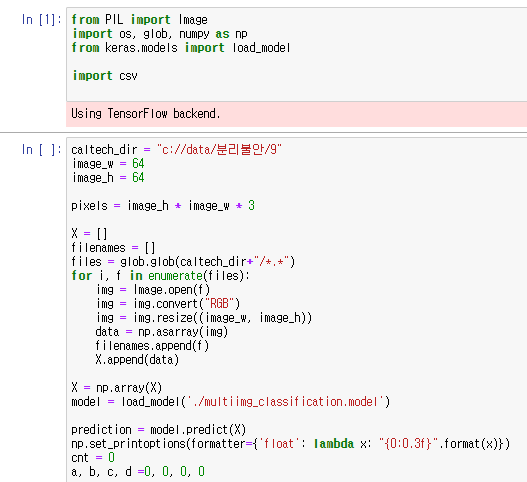 In [1]:
from PIL import Image
import os, glob, numpy as np
from keras.models import load_model
import csv
Using TensorFlow backend.
In [ ]:
caltech_dir = "c://data/분리불안/9"
image_w = 64
image_h = 64
pixels = image_h * image_w * 3
X = []
filenames = []
files = glob.glob(caltech_dir+"/*.*")
for i, f in enumerate(files):
    img = Image.open(f)
    img = img.convert("RGB")
    img = img.resize((image_w, image_h))
    data = np.asarray(img)
    filenames.append(f)
    X.append(data)
X = np.array(X)
model = load_model('./multiimg_classification.model')
prediction = model.predict(X)
np.set_printoptions(formatter={'float': lambda x: "{0:0.3f}".format(x)})
cnt = 0
a, b, c, d =0, 0, 0, 0